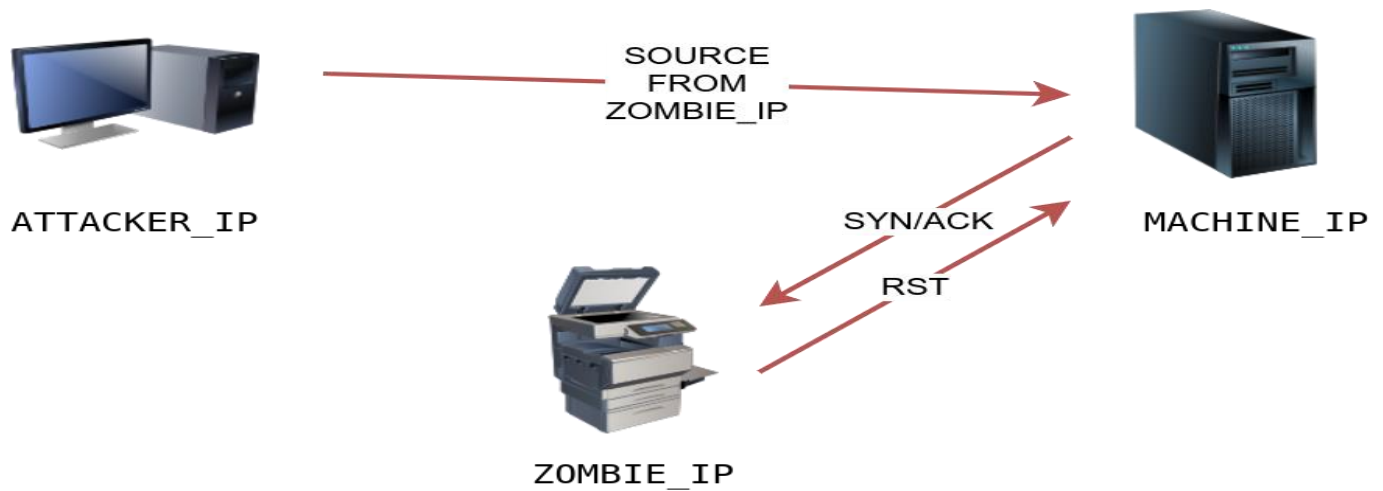 SOURCE
FROM
ZOMBIE_IP
ATTACKER_IP
SYN/ACK
MACHINE_IP
RST
ZOMBIE_IP